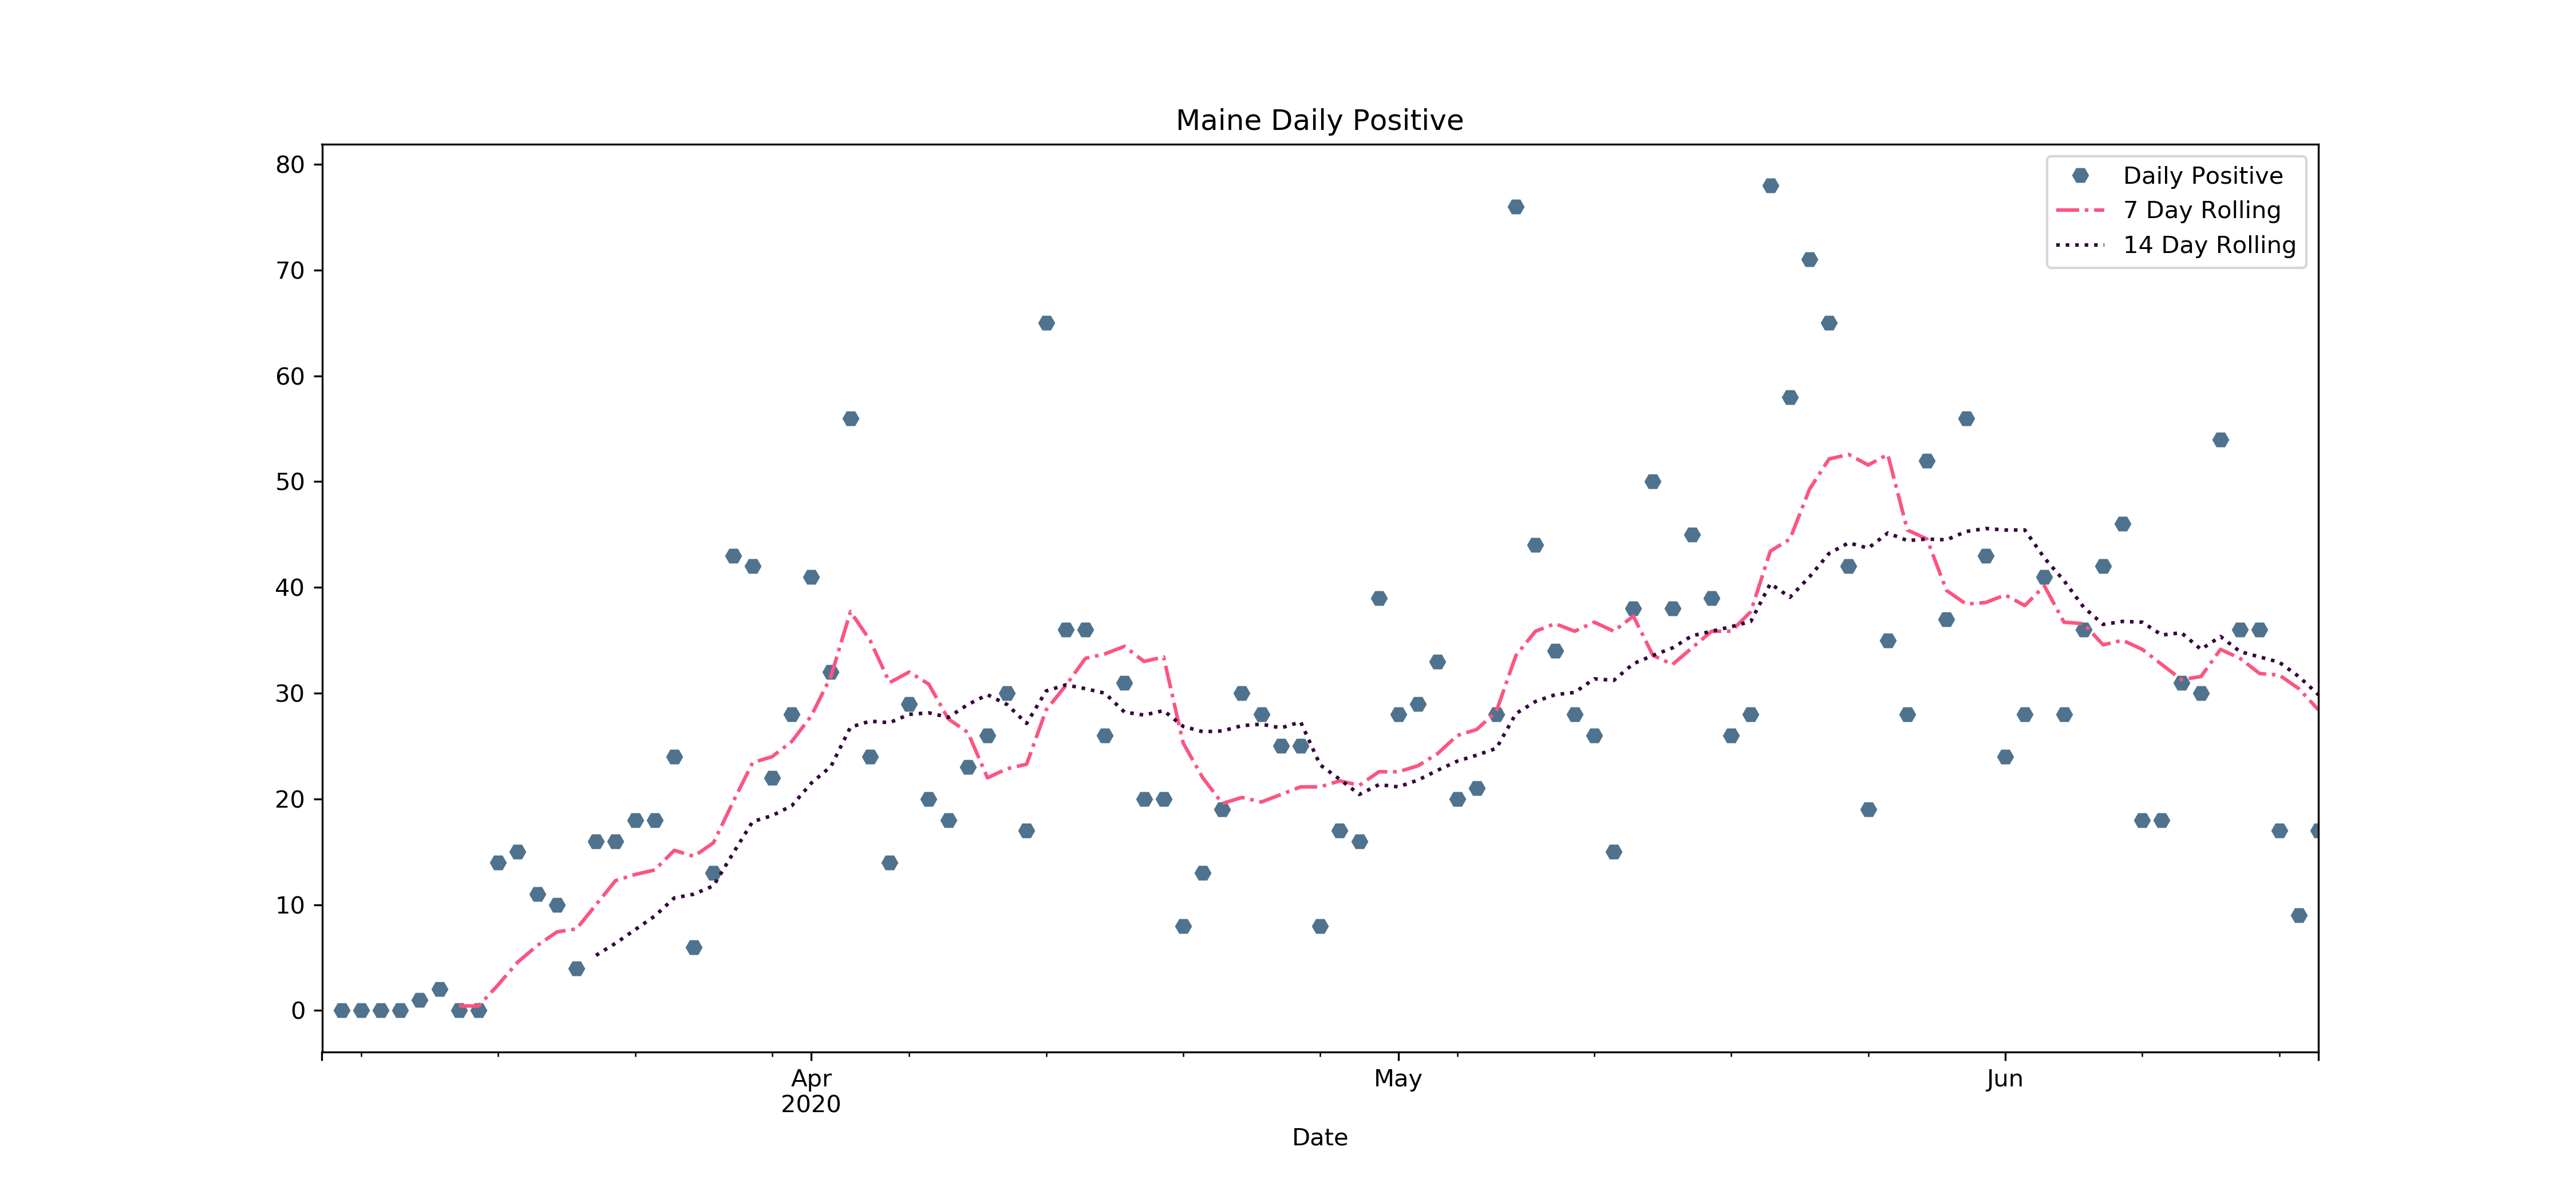 Maine Daily Positive
80
70
60
50
40
30
20
10
0
Daily Positive
7 Day Rolling
14 Day Rolling
Apr
2020
May
Jun
Date